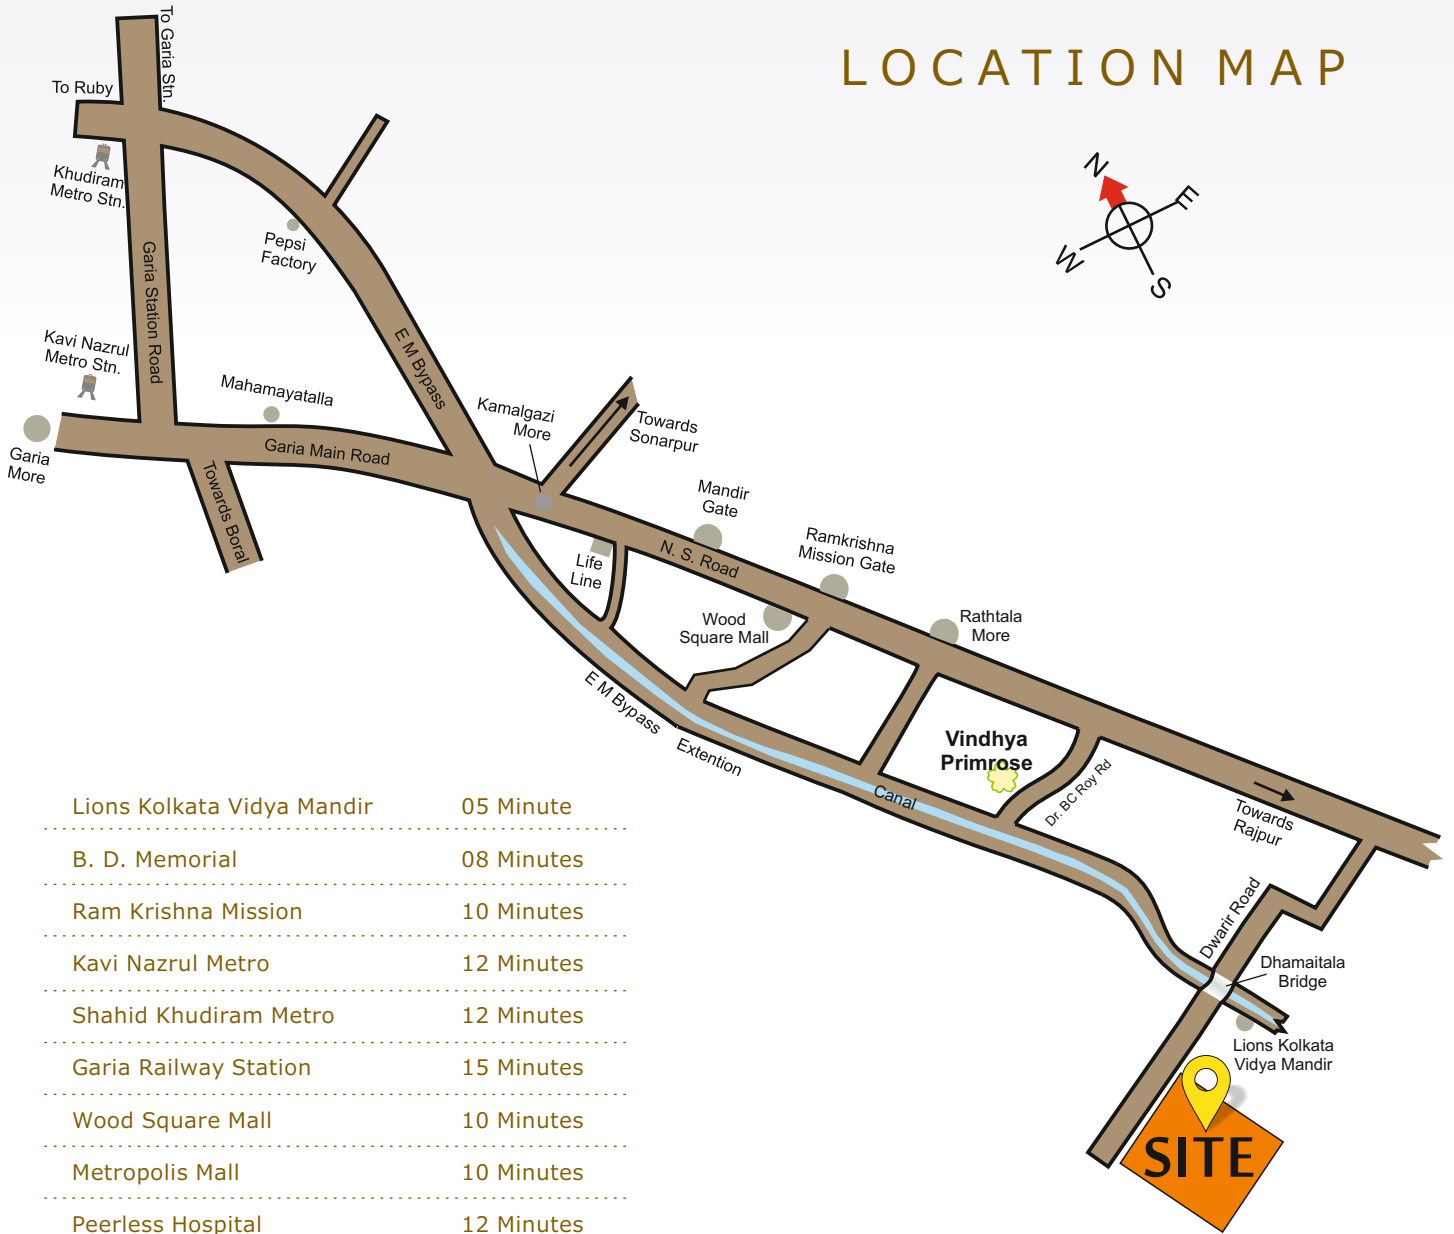 LOCATION MAP
To Garia Stn.
To Ruby
Khudiram
Metro Stn.
Pepsi
Factory
Garia Station Road
E M Bypass
Kavi Nazrul
Metro Stn.
Mahamayatalla
Garia
More
Garia Main Road
Towards Boral
Kamalgazi
More
Towards
Sonarpur
N
E
W
S
Mandir
Gate
Life
Line
N. S. Road
Ramkrishna
Mission Gate
Wood
Square Mall
Rathtala
More
E M Bypass
Extention
Vindhya
Primrose
Canal
Dr. BC Roy Rd
Towards
Rajpur
Dwarir Road
Dhamaitala
Bridge
Lions Kolkata
Vidya Mandir
SITE
Lions Kolkata Vidya Mandir 05 Minute
B. D. Memorial 08 Minutes
Ram Krishna Mission 10 Minutes
Kavi Nazrul Metro 12 Minutes
Shahid Khudiram Metro 12 Minutes
Garia Railway Station 15 Minutes
Wood Square Mall 10 Minutes
Metropolis Mall 10 Minutes
Peerless Hospital 12 Minutes